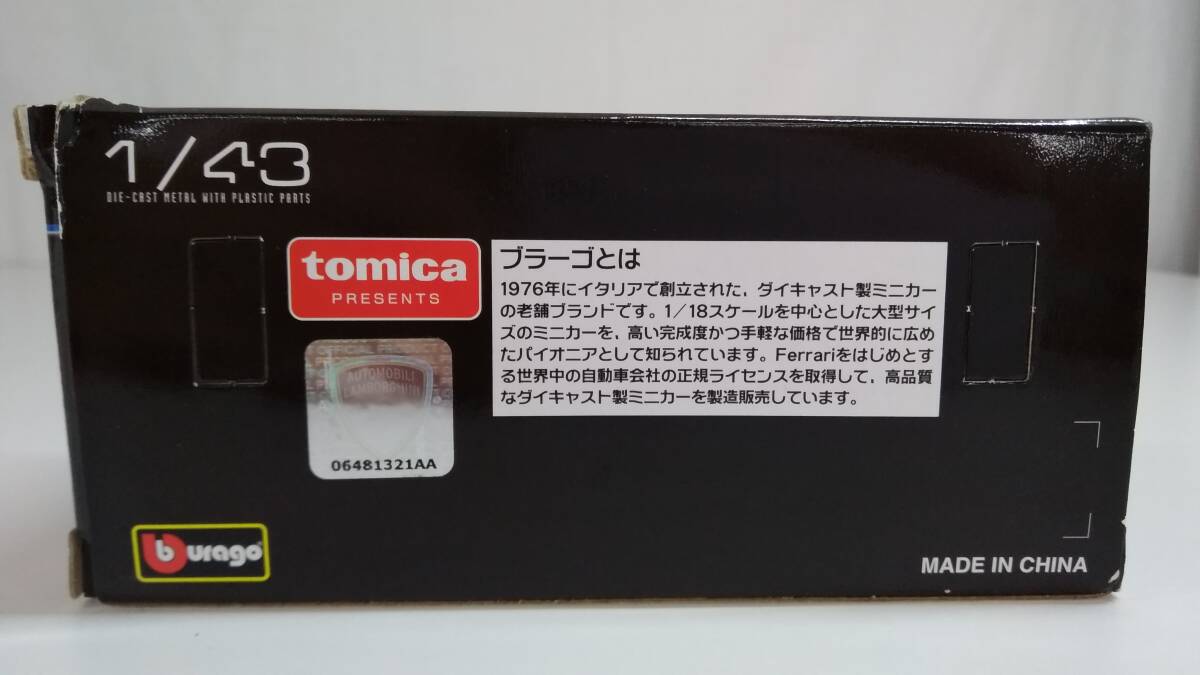 1/43
DIE-CAST METAL WITH PLASTIC PARTS
tomica
PRESENTS
ブラーゴとは
1976年にイタリアで創立された，ダイキャスト製ミニカー
の老舗ブランドです。1/18スケールを中心とした大型サイ
ズのミニカーを，高い完成度かつ手軽な価格で世界的に広め
たパイオニアとして知られています。Ferrariをはじめとす
る世界中の自動車会社の正規ライセンスを取得して，高品質
なダイキャスト製ミニカーを製造販売しています。
AUTOMOBILI
LAMBORGHINI
06481321AA
burago
MADE IN CHINA